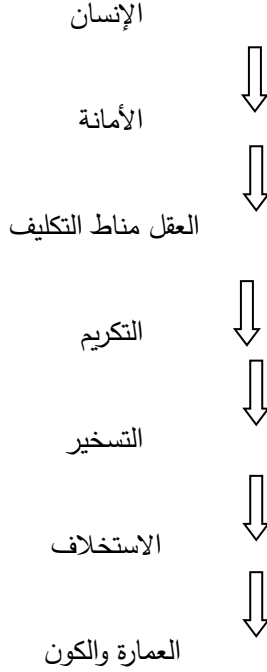 الإنسان
الأمانة
العقل مناط التكليف
التكريم
التسخير
الاستخلاف
العمارة والكون